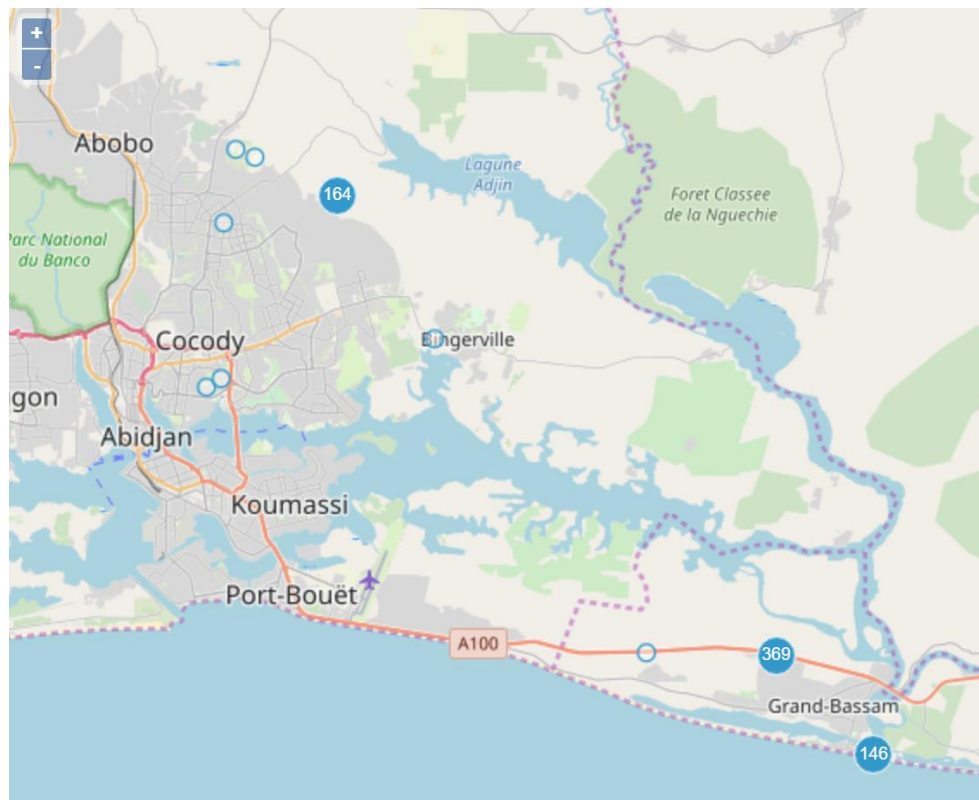 +
-
Abobo
Lagune
Adjin
164
Foret Classee
de la Nguechie
Parc National
du Banco
Cocody
Bingerville
gon
Abidjan
Koumassi
Port-Bouët
A100
369
Grand-Bassam
146